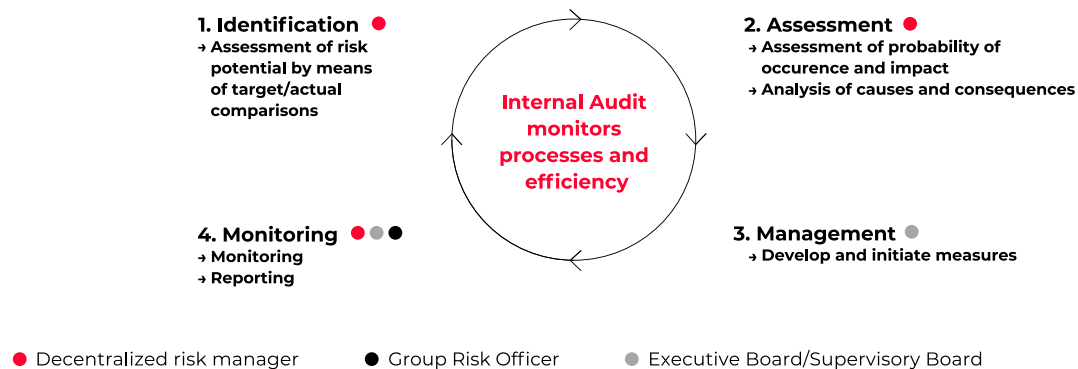 1. Identification
→ Assessment of risk
potential by means
of target/actual
comparisons
2. Assessment
→ Assessment of probability of
occurence and impact
→ Analysis of causes and consequences
Internal Audit
monitors
processes and
efficiency
4. Monitoring
→ Monitoring
→ Reporting
3. Management
→ Develop and initiate measures
Decentralized risk manager
Group Risk Officer
Executive Board/Supervisory Board